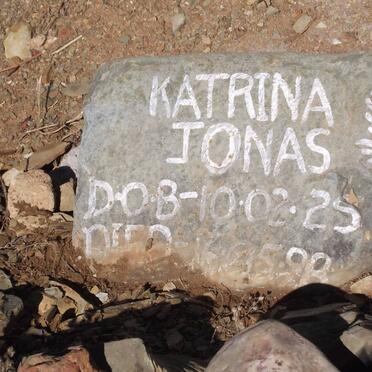 KATRINA
JONAS
D.O.B-10.02.25
DIED